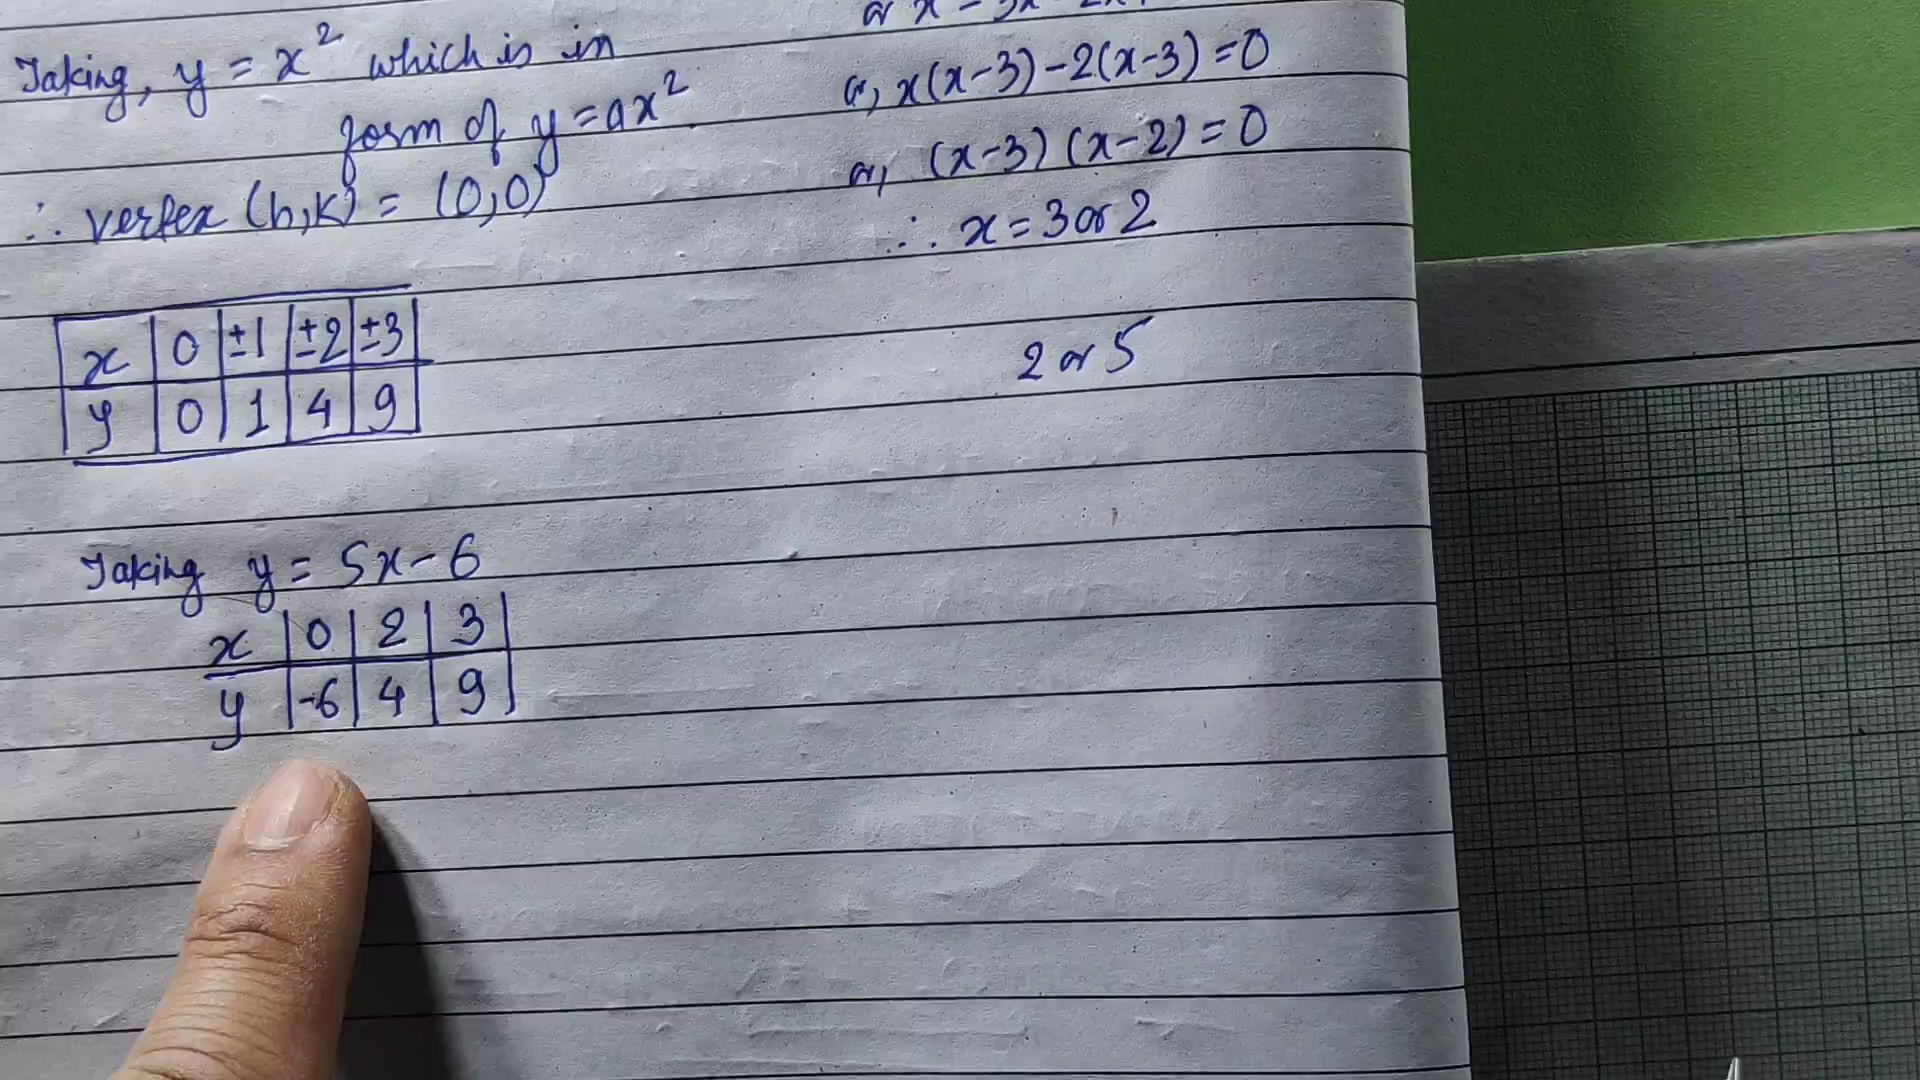 Taking, y = x² which is in
form of y = ax²
∴ vertex (h,k) = (0,0)
x | 0 | ±1 | ±2 | ±3
y | 0 | 1 | 4 | 9
Taking y = 5x - 6
x | 0 | 2 | 3
y | -6 | 4 | 9
or, x(x-3) - 2(x-3) = 0
or, (x-3) (x-2) = 0
∴ x = 3 or 2
2 or 5